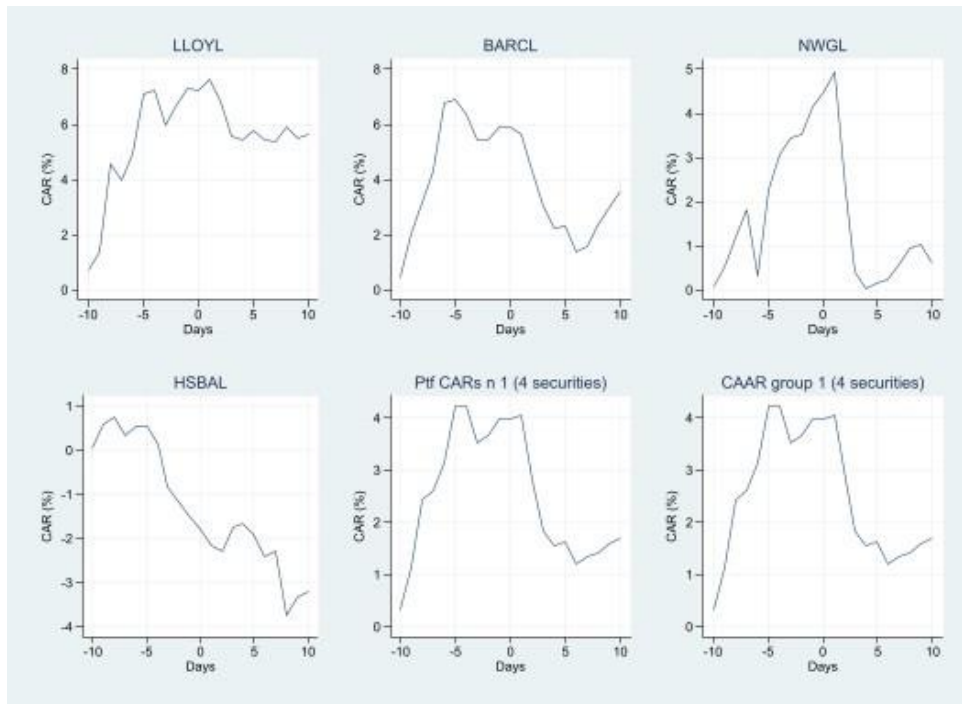 LLOYL
8
6
4
2
0
CAR (%)
-10 -5 0 5 10
Days
BARCL
8
6
4
2
0
CAR (%)
-10 -5 0 5 10
Days
NWGL
5
4
3
2
1
0
CAR (%)
-10 -5 0 5 10
Days
HSBAL
1
0
-1
-2
-3
-4
CAR (%)
-10 -5 0 5 10
Days
Ptf CARs n 1 (4 securities)
4
3
2
1
0
CAR (%)
-10 -5 0 5 10
Days
CAAR group 1 (4 securities)
4
3
2
1
0
CAR (%)
-10 -5 0 5 10
Days